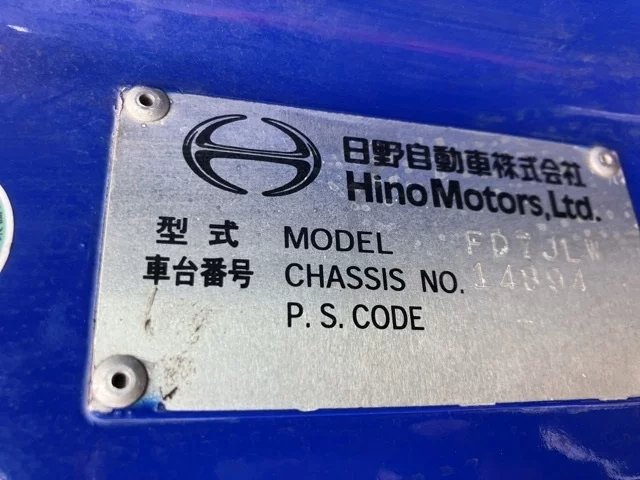 日野自動車株式会社
Hino Motors, Ltd.
型式 MODEL FD7JLW
車台番号 CHASSIS NO. 14894
P. S. CODE